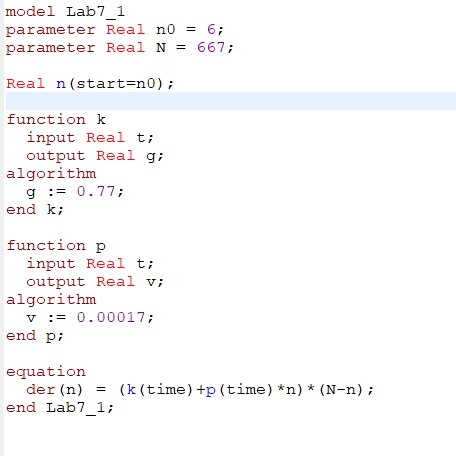 model Lab7_1
parameter Real n0 = 6;
parameter Real N = 667;
Real n(start=n0);
function k
input Real t;
output Real g;
algorithm
g := 0.77;
end k;
function p
input Real t;
output Real v;
algorithm
v := 0.00017;
end p;
equation
der(n) = (k(time)+p(time)*n)*(N-n);
end Lab7_1;